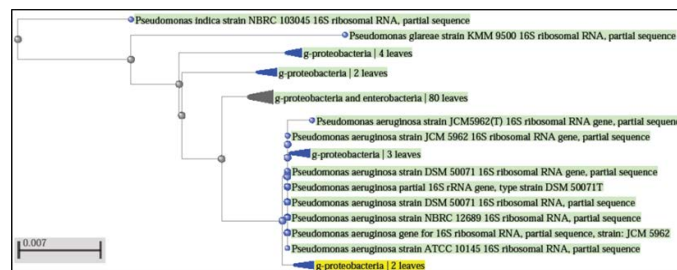 Pseudomonas indica strain NBRC 103045 16S ribosomal RNA, partial sequence
Pseudomonas glareae strain KMM 9500 16S ribosomal RNA, partial sequence
g-proteobacteria | 4 leaves
g-proteobacteria | 2 leaves
g-proteobacteria and enterobacteria | 80 leaves
Pseudomonas aeruginosa strain JCM5962(T) 16S ribosomal RNA gene, partial sequence
Pseudomonas aeruginosa strain JCM 5962 16S ribosomal RNA gene, partial sequence
g-proteobacteria | 3 leaves
Pseudomonas aeruginosa strain DSM 50071 16S ribosomal RNA gene, partial sequence
Pseudomonas aeruginosa partial 16S rRNA gene, type strain DSM 50071T
Pseudomonas aeruginosa strain DSM 50071 16S ribosomal RNA, partial sequence
Pseudomonas aeruginosa strain NBRC 12689 16S ribosomal RNA, partial sequence
Pseudomonas aeruginosa gene for 16S ribosomal RNA, partial sequence, strain: JCM 5962
Pseudomonas aeruginosa strain ATCC 10145 16S ribosomal RNA, partial sequence
0.007
g-proteobacteria | 2 leaves